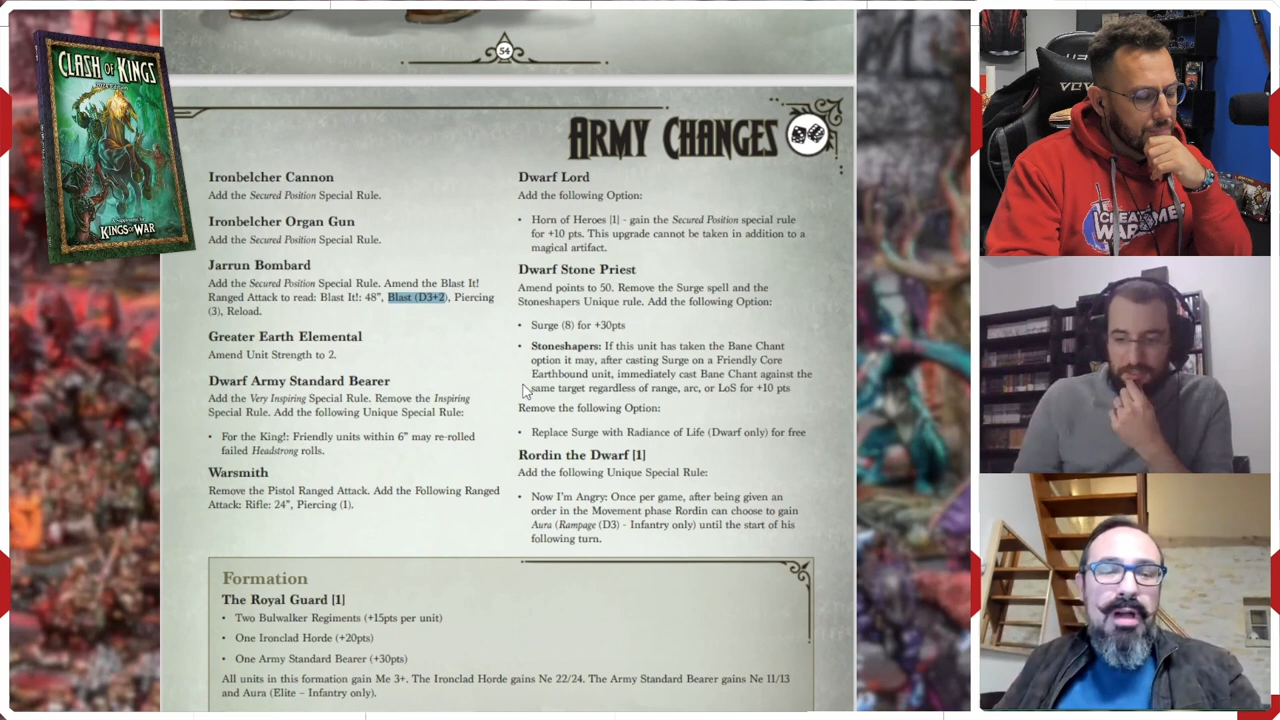 CLASH OF KINGS
KINGS OF WAR
54
ARMY CHANGES
Ironbelcher Cannon
Add the Secured Position Special Rule.
Ironbelcher Organ Gun
Add the Secured Position Special Rule.
Jarrun Bombard
Add the Secured Position Special Rule. Amend the Blast It!
Ranged Attack to read: Blast It!: 48", Blast (D3+2), Piercing
(3), Reload.
Greater Earth Elemental
Amend Unit Strength to 2.
Dwarf Army Standard Bearer
Add the Very Inspiring Special Rule. Remove the Inspiring
Special Rule. Add the following Unique Special Rule:
• For the King!: Friendly units within 6" may re-rolled
failed Headstrong rolls.
Warsmith
Remove the Pistol Ranged Attack. Add the Following Ranged
Attack: Rifle: 24", Piercing (1).
Dwarf Lord
Add the following Option:
• Horn of Heroes [1] - gain the Secured Position special rule
for +10 pts. This upgrade cannot be taken in addition to a
magical artifact.
Dwarf Stone Priest
Amend points to 50. Remove the Surge spell and the
Stoneshapers Unique rule. Add the following Option:
• Surge (8) for +30pts
• Stoneshapers: If this unit has taken the Bane Chant
option it may, after casting Surge on a Friendly Core
Earthbound unit, immediately cast Bane Chant against the
same target regardless of range, arc, or LoS for +10 pts
Remove the following Option:
• Replace Surge with Radiance of Life (Dwarf only) for free
Rordin the Dwarf [1]
Add the following Unique Special Rule:
• Now I'm Angry: Once per game, after being given an
order in the Movement phase Rordin can choose to gain
Aura (Rampage (D3) - Infantry only) until the start of his
following turn.
Formation
The Royal Guard [1]
• Two Bulwalker Regiments (+15pts per unit)
• One Ironclad Horde (+20pts)
• One Army Standard Bearer (+30pts)
All units in this formation gain Me 3+. The Ironclad Horde gains Ne 22/24. The Army Standard Bearer gains Ne 11/13
and Aura (Elite – Infantry only).